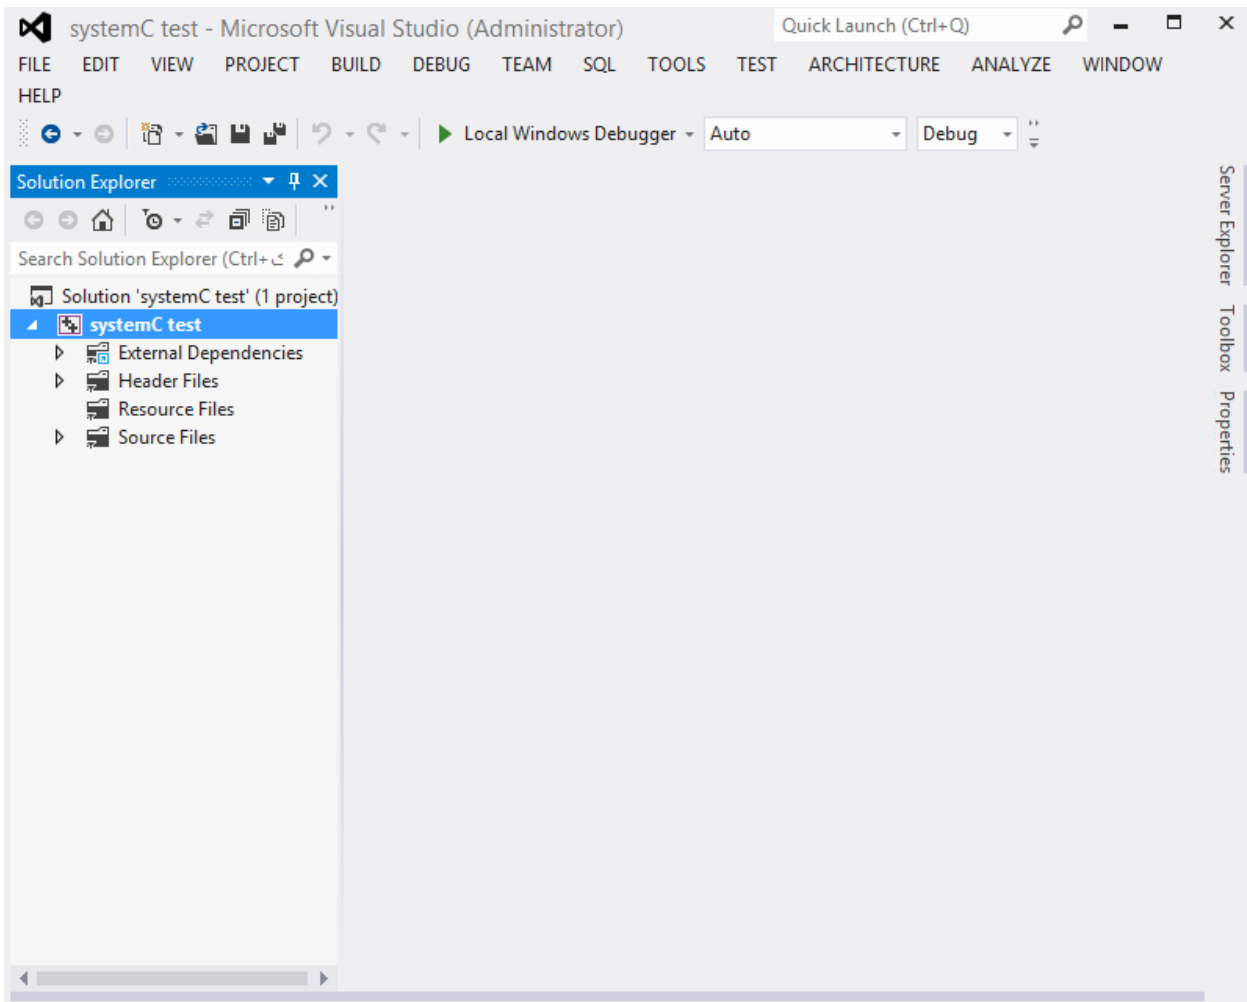 systemC test - Microsoft Visual Studio (Administrator) Quick Launch (Ctrl+Q)
FILE EDIT VIEW PROJECT BUILD DEBUG TEAM SQL TOOLS TEST ARCHITECTURE ANALYZE WINDOW
HELP
Local Windows Debugger Auto Debug
Solution Explorer
Search Solution Explorer (Ctrl+ك
Solution 'systemC test' (1 project)
systemC test
External Dependencies
Header Files
Resource Files
Source Files
Server Explorer
Toolbox
Properties